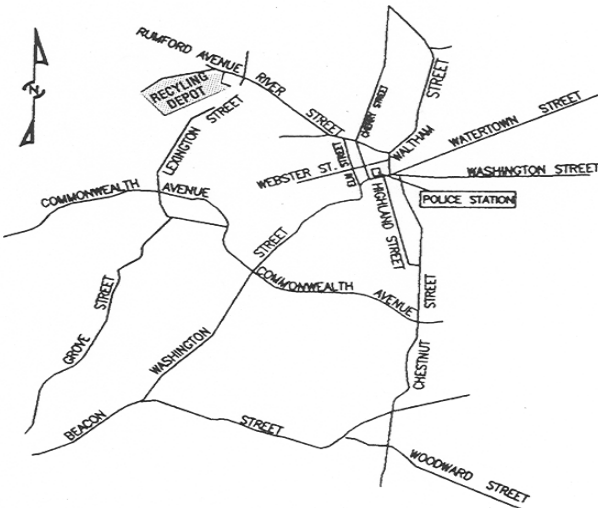 RUMFORD AVENUE
RIVER STREET
RECYLING
DEPOT
LEXINGTON STREET
CHERRY STREET
WALTHAM STREET
WATERTOWN STREET
WASHINGTON STREET
WEBSTER ST.
ELM STREET
HIGHLAND STREET
POLICE STATION
COMMONWEALTH AVENUE
N
WASHINGTON STREET
COMMONWEALTH AVENUE
GROVE STREET
CHESTNUT STREET
BEACON STREET
WOODWARD STREET